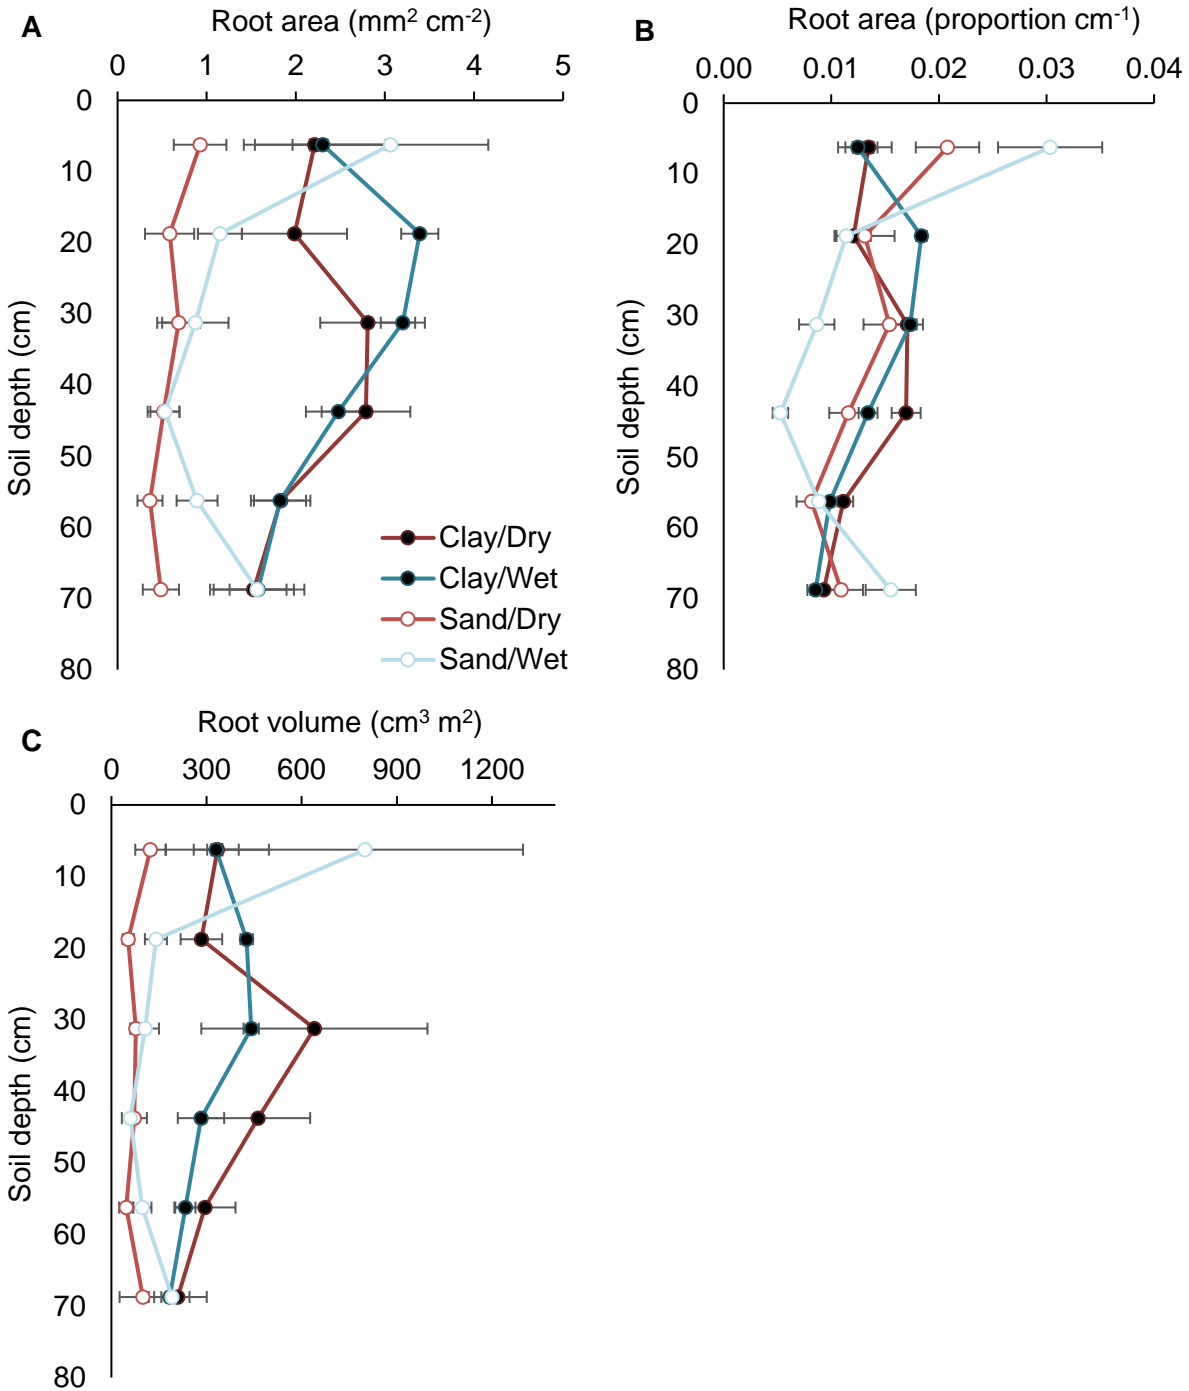 A
Root area (mm² cm⁻²)
0 1 2 3 4 5
0
10
20
30
40
50
60
70
80
Soil depth (cm)
Clay/Dry
Clay/Wet
Sand/Dry
Sand/Wet
B
Root area (proportion cm⁻¹)
0.00 0.01 0.02 0.03 0.04
0
10
20
30
40
50
60
70
80
Soil depth (cm)
C
Root volume (cm³ m²)
0 300 600 900 1200
0
10
20
30
40
50
60
70
80
Soil depth (cm)